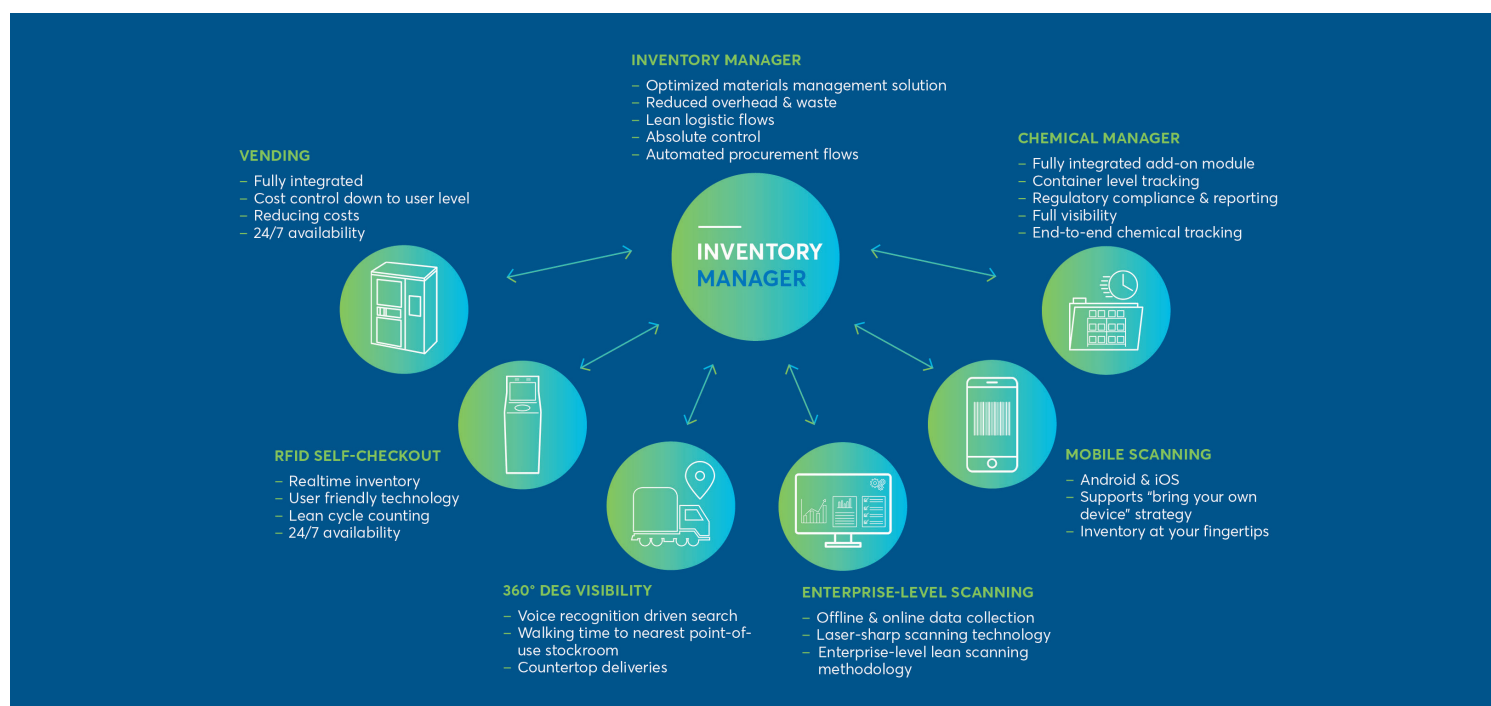 INVENTORY MANAGER
– Optimized materials management solution
– Reduced overhead & waste
– Lean logistic flows
– Absolute control
– Automated procurement flows
CHEMICAL MANAGER
– Fully integrated add-on module
– Container level tracking
– Regulatory compliance & reporting
– Full visibility
– End-to-end chemical tracking
VENDING
– Fully integrated
– Cost control down to user level
– Reducing costs
– 24/7 availability
INVENTORY
MANAGER
RFID SELF-CHECKOUT
– Realtime inventory
– User friendly technology
– Lean cycle counting
– 24/7 availability
MOBILE SCANNING
– Android & iOS
– Supports “bring your own
device” strategy
– Inventory at your fingertips
360° DEG VISIBILITY
– Voice recognition driven search
– Walking time to nearest point-of-
use stockroom
– Countertop deliveries
ENTERPRISE-LEVEL SCANNING
– Offline & online data collection
– Laser-sharp scanning technology
– Enterprise-level lean scanning
methodology